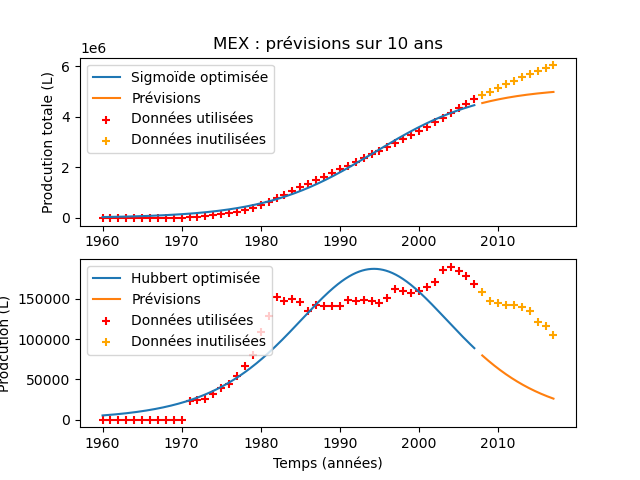 MEX : prévisions sur 10 ans
1e6
Prodcution totale (L)
6
4
2
0
Sigmoïde optimisée
Prévisions
Données utilisées
Données inutilisées
1960 1970 1980 1990 2000 2010
Prodcution (L)
150000
100000
50000
0
Hubbert optimisée
Prévisions
Données utilisées
Données inutilisées
1960 1970 1980 1990 2000 2010
Temps (années)